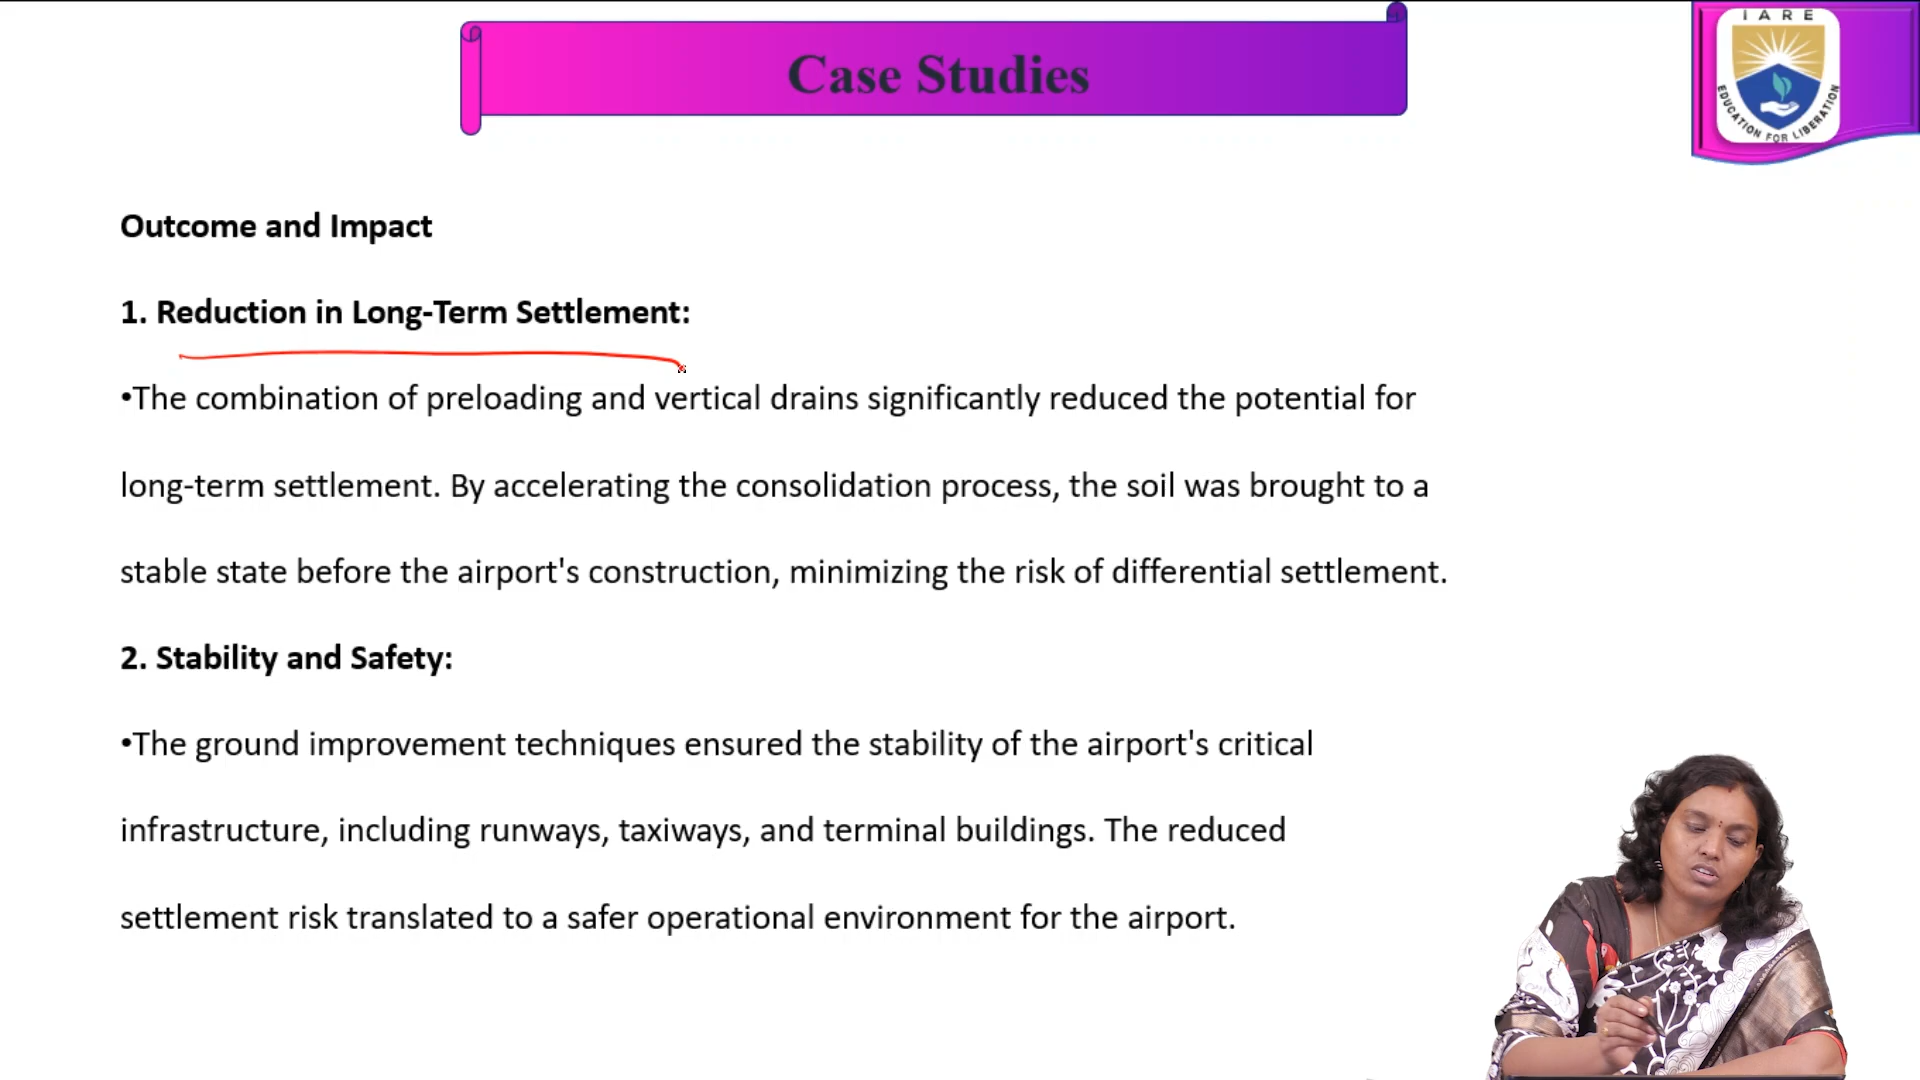 Case Studies
IARE
EDUCATION FOR LIBERATION
Outcome and Impact
1. Reduction in Long-Term Settlement:
•The combination of preloading and vertical drains significantly reduced the potential for
long-term settlement. By accelerating the consolidation process, the soil was brought to a
stable state before the airport's construction, minimizing the risk of differential settlement.
2. Stability and Safety:
•The ground improvement techniques ensured the stability of the airport's critical
infrastructure, including runways, taxiways, and terminal buildings. The reduced
settlement risk translated to a safer operational environment for the airport.